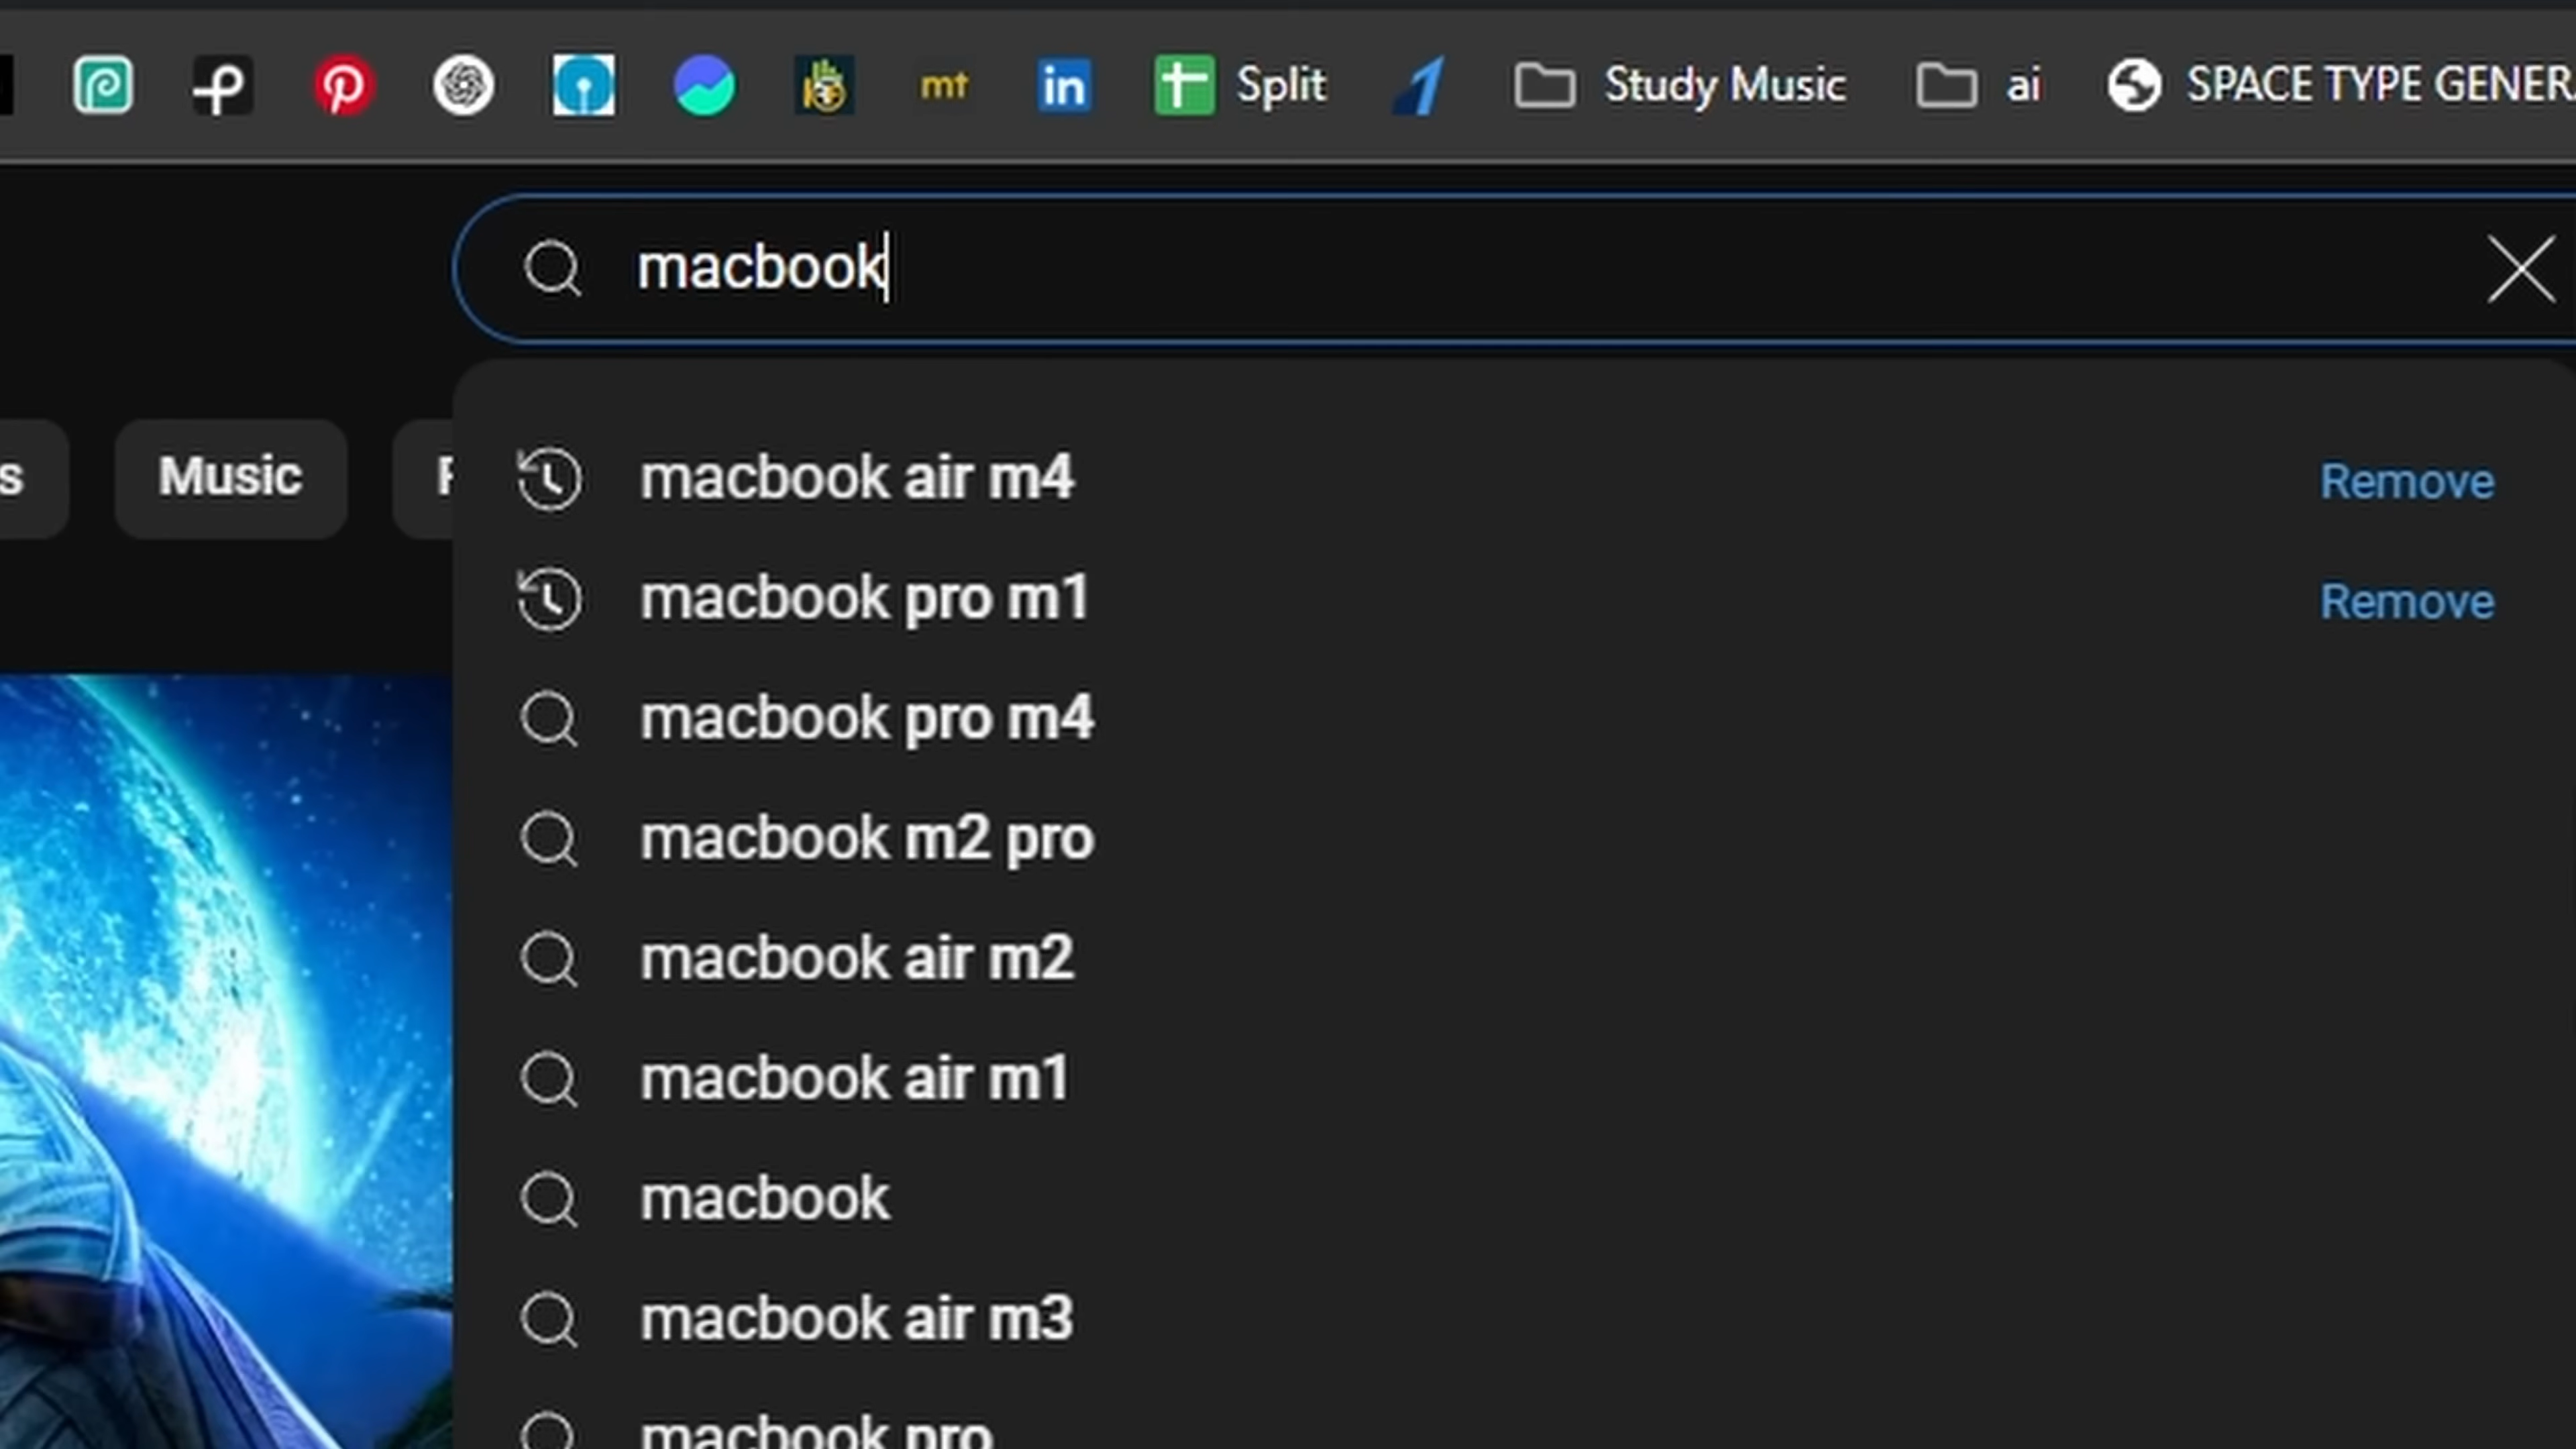 mt in Split Study Music ai SPACE TYPE GENER
macbook
s Music
macbook air m4 Remove
macbook pro m1 Remove
macbook pro m4
macbook m2 pro
macbook air m2
macbook air m1
macbook
macbook air m3
macbook pro